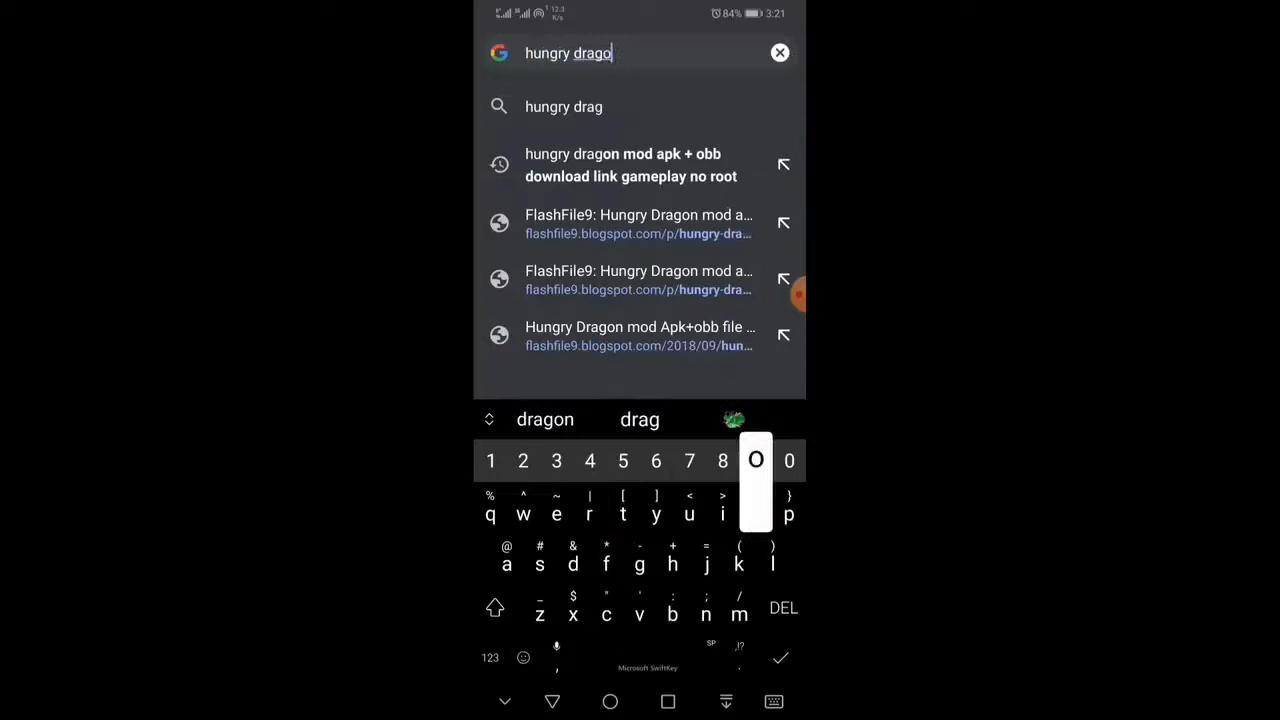 12.3
K/s
84%
3:21
hungry drago
hungry drag
hungry dragon mod apk + obb
download link gameplay no root
FlashFile9: Hungry Dragon mod a...
flashfile9.blogspot.com/p/hungry-dra...
FlashFile9: Hungry Dragon mod a...
flashfile9.blogspot.com/p/hungry-dra...
Hungry Dragon mod Apk+obb file ...
flashfile9.blogspot.com/2018/09/hun...
dragon drag
1 2 3 4 5 6 7 8 O 0
% ^ ~ | [ ] < > }
q w e r t y u i p
@ # & * - + = ( )
a s d f g h j k l
_ $ " ' : ; /
z x c v b n m DEL
SP ,!?
123 , Microsoft SwiftKey .